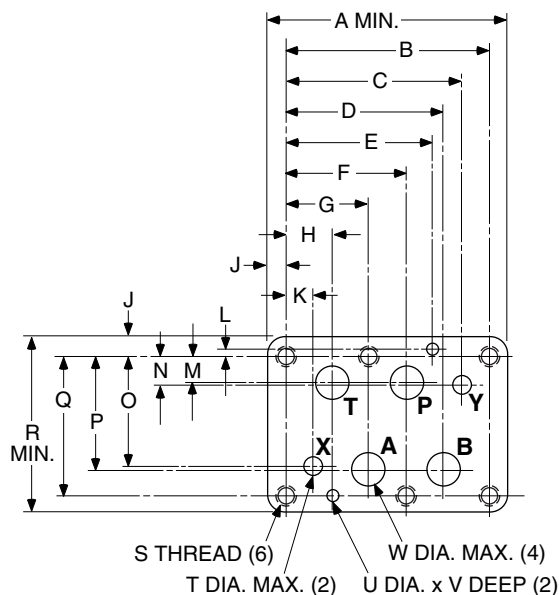 A MIN.
B
C
D
E
F
G
H
J
K
J
L
N
M
Q
P
O
R
MIN.
T
P
Y
X
A
B
S THREAD (6)
W DIA. MAX. (4)
T DIA. MAX. (2)
U DIA. x V DEEP (2)